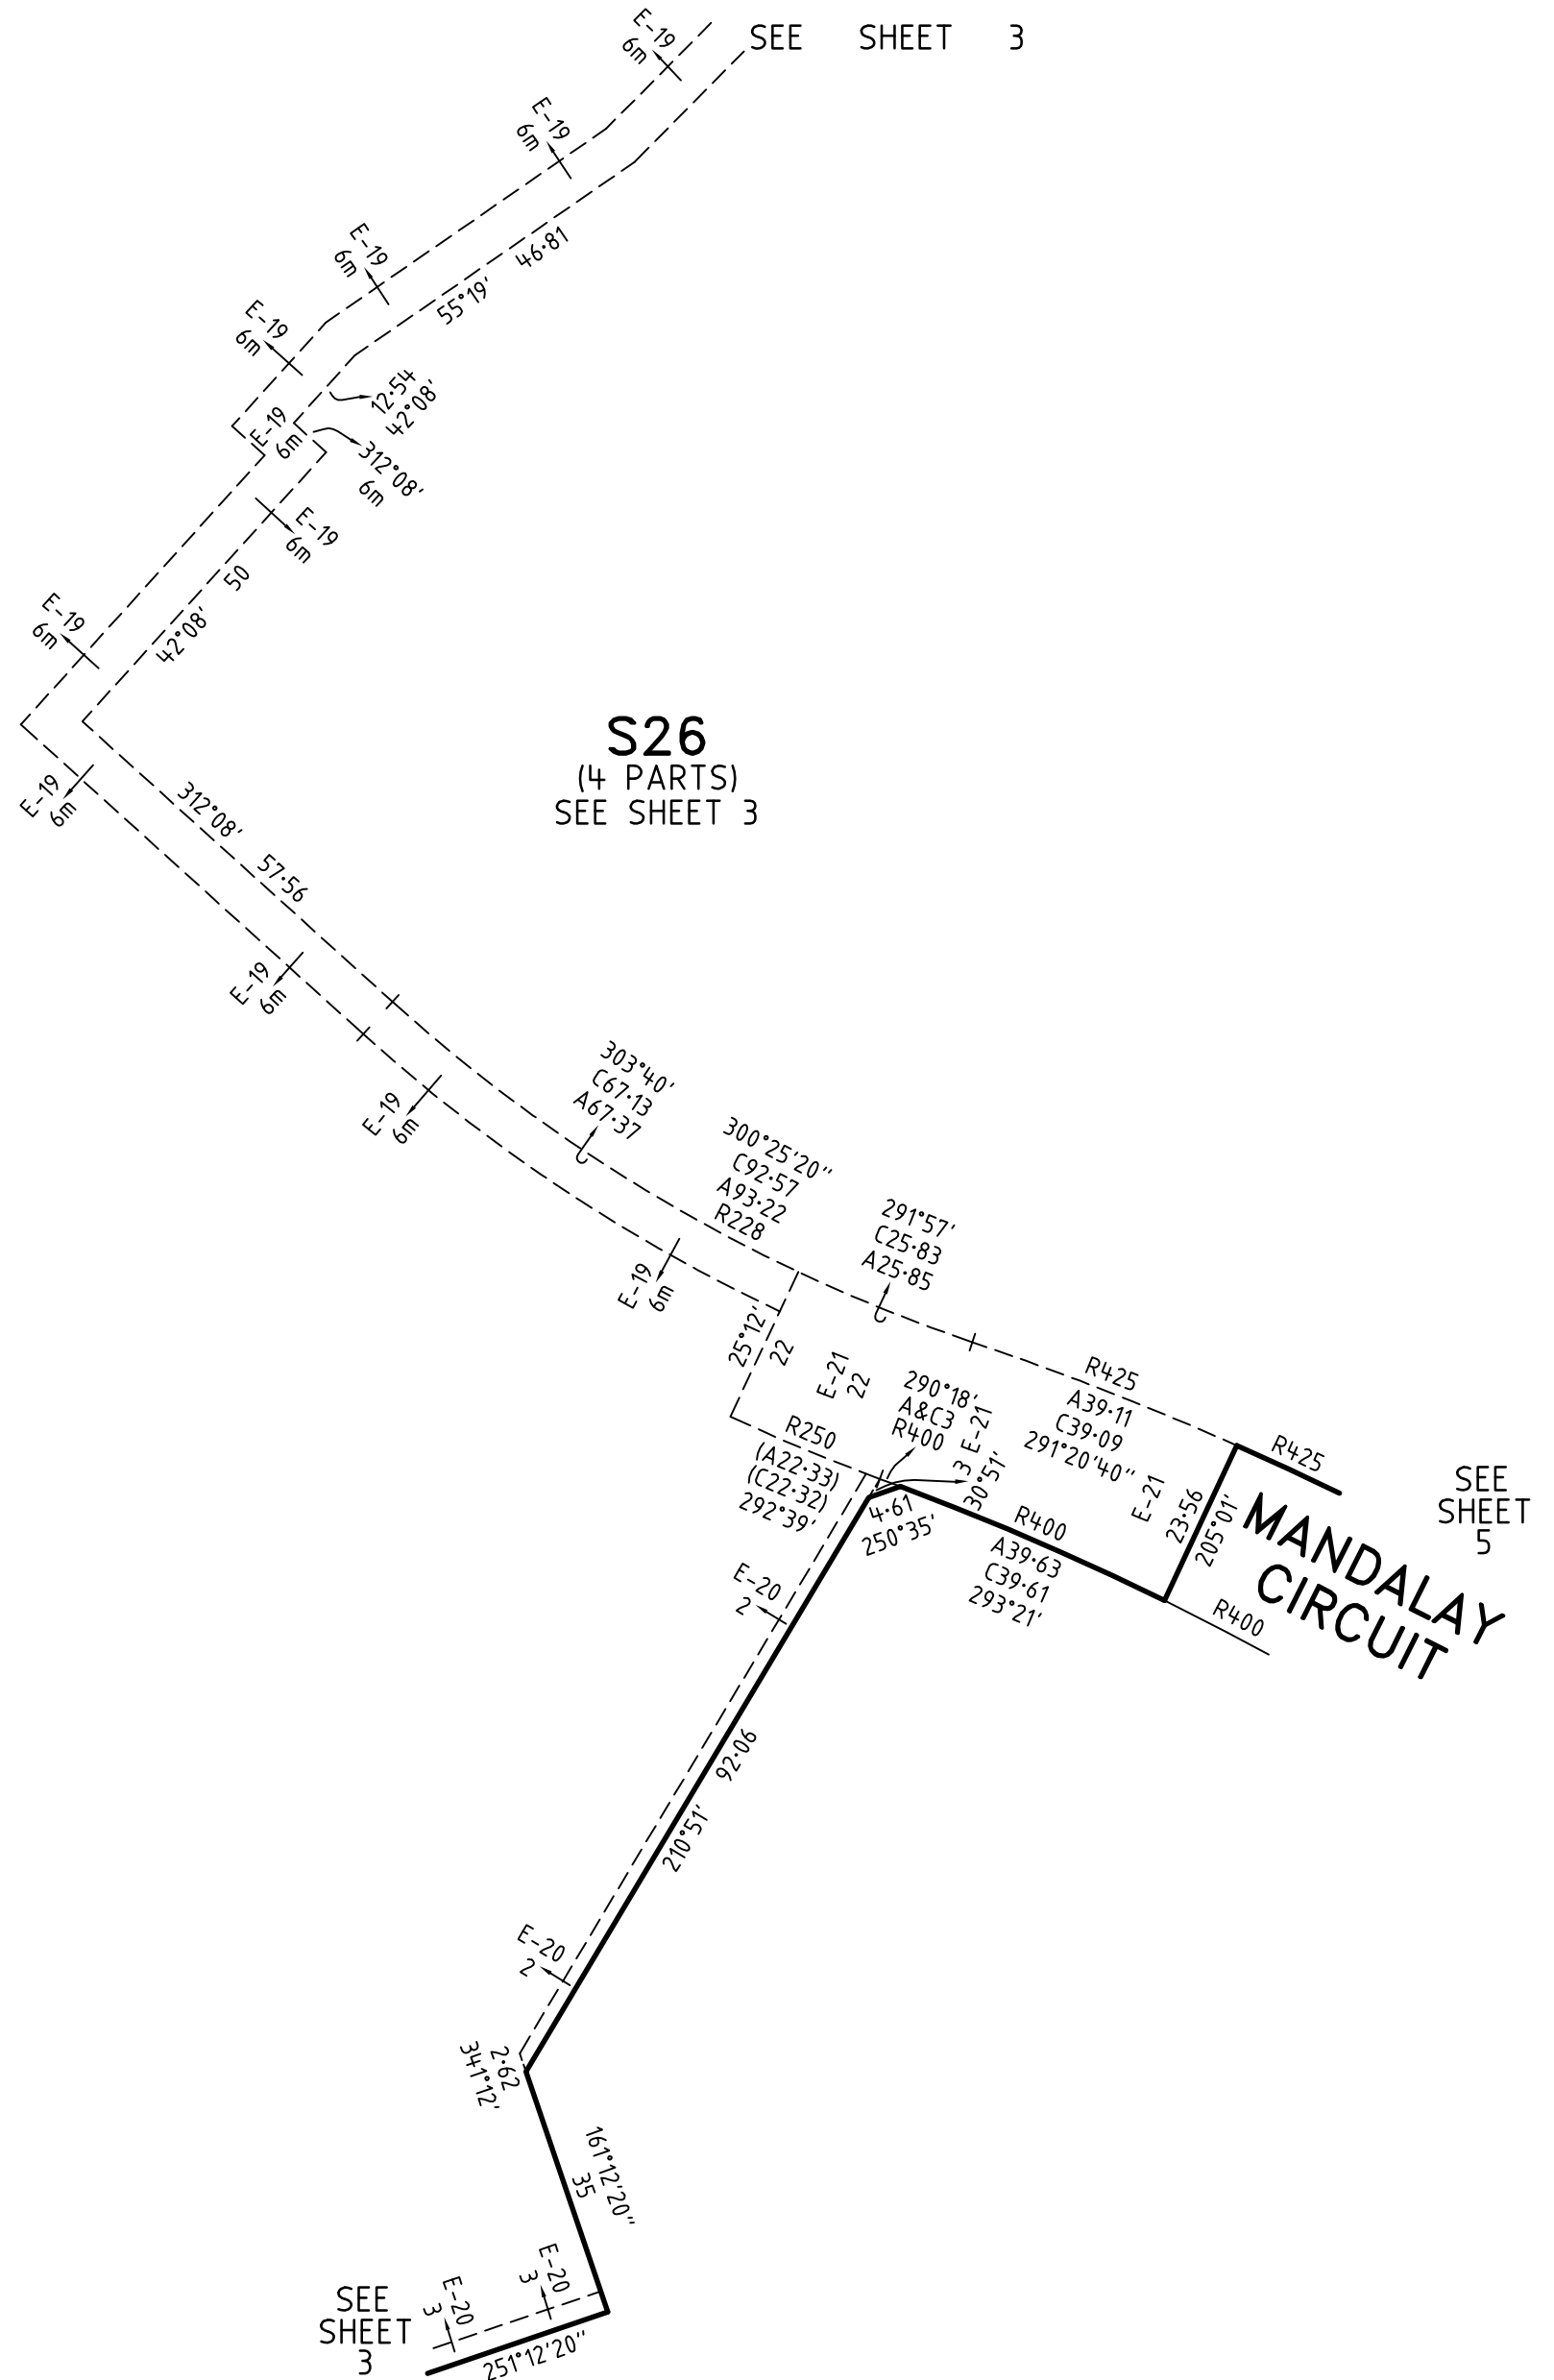 SEE SHEET 3
E-19
6m
E-19
6m
E-19
6m
46·81
55°19'
E-19
6m
12·54
42°08'
E-19
6m
312°08'
6m
E-19
6m
50
42°08'
E-19
6m
S26
(4 PARTS)
SEE SHEET 3
E-19
6m
312°08' 57·56
E-19
6m
303°40'
C67·13
A67·37
E-19
6m
300°25'20"
C92·57
A93·22
R228
291°57'
C25·83
A25·85
E-19
6m
25°12'
22
E-21
22
290°18'
A&C3
R400
3 E-21
30°51'
R425
A39·11
C39·09
291°20'40"
R250
(A22·33)
(C22·32)
292°39'
4·61
250°35'
R400
A39·63
C39·61
293°21'
E-21
23·56
205°01'
R425
MANDALAY
CIRCUIT
R400
SEE
SHEET
5
E-20
2
92·06
210°51'
E-20
2
2·62
341°12'
161°12'20"
35
E-20
3
E-20
3
SEE
SHEET
3
251°12'20"